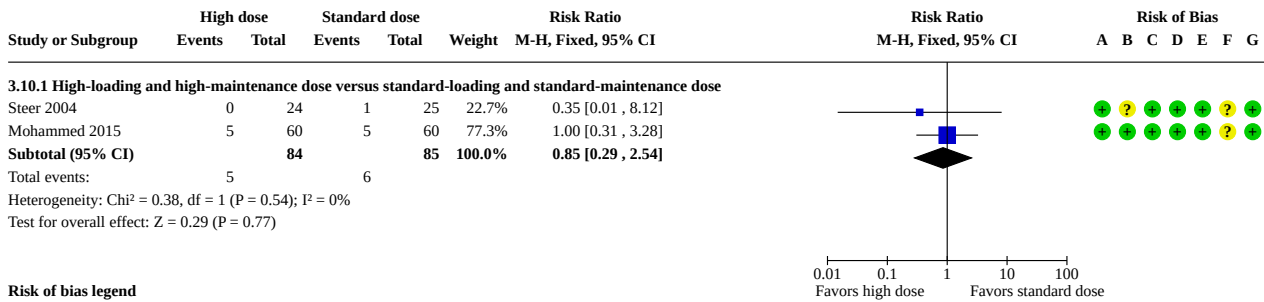 High dose Standard dose Risk Ratio Risk Ratio Risk of Bias
Study or Subgroup Events Total Events Total Weight M-H, Fixed, 95% CI M-H, Fixed, 95% CI A B C D E F G
3.10.1 High-loading and high-maintenance dose versus standard-loading and standard-maintenance dose
Steer 2004 0 24 1 25 22.7% 0.35 [0.01 , 8.12] + ? + + + ? +
Mohammed 2015 5 60 5 60 77.3% 1.00 [0.31 , 3.28] + + + + + ? +
Subtotal (95% CI) 84 85 100.0% 0.85 [0.29 , 2.54]
Total events: 5 6
Heterogeneity: Chi² = 0.38, df = 1 (P = 0.54); I² = 0%
Test for overall effect: Z = 0.29 (P = 0.77)
0.01 0.1 1 10 100
Risk of bias legend Favors high dose Favors standard dose